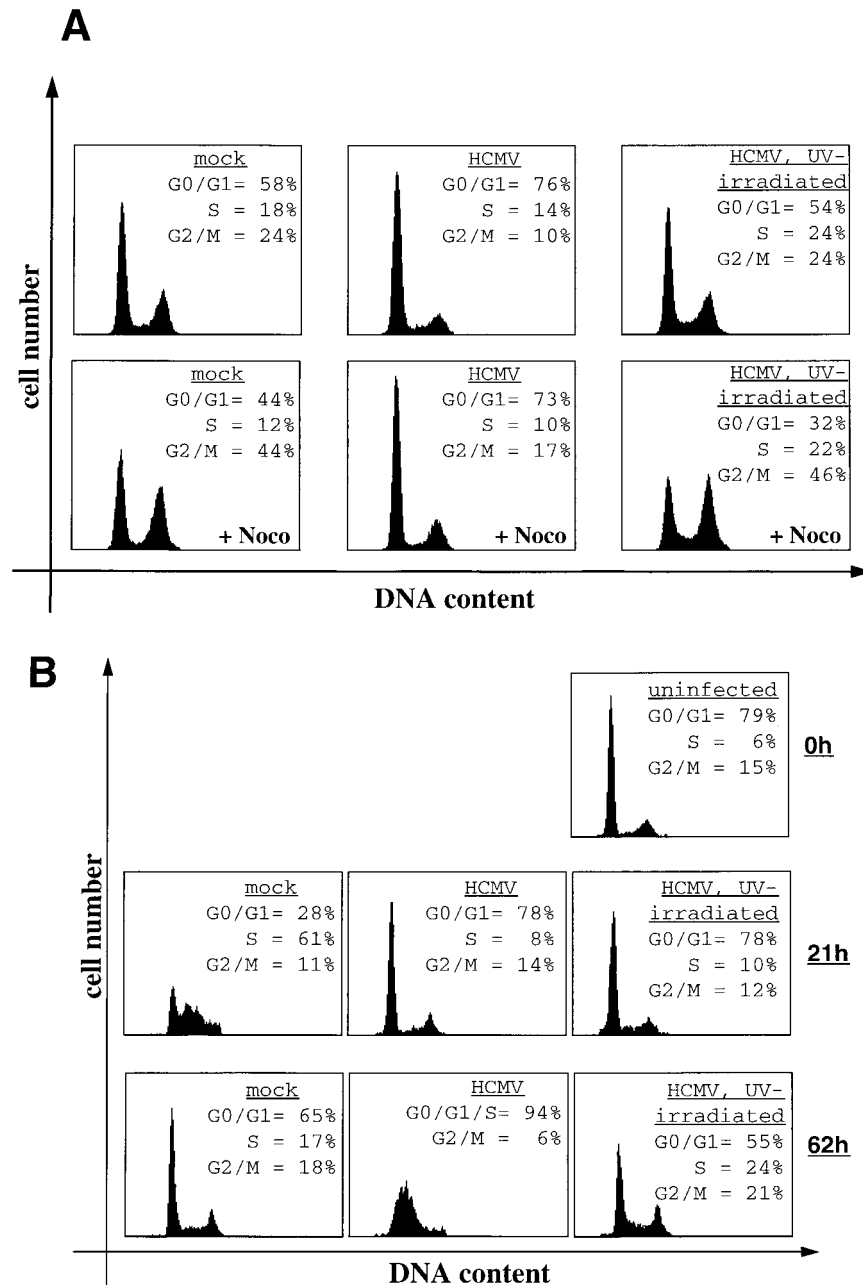 A
cell number
mock
G0/G1= 58%
S = 18%
G2/M = 24%
HCMV
G0/G1= 76%
S = 14%
G2/M = 10%
HCMV, UV-
irradiated
G0/G1= 54%
S = 24%
G2/M = 24%
mock
G0/G1= 44%
S = 12%
G2/M = 44%
+ Noco
HCMV
G0/G1= 73%
S = 10%
G2/M = 17%
+ Noco
HCMV, UV-
irradiated
G0/G1= 32%
S = 22%
G2/M = 46%
+ Noco
DNA content
B
cell number
uninfected
G0/G1= 79%
S = 6%
G2/M = 15%
0h
mock
G0/G1= 28%
S = 61%
G2/M = 11%
HCMV
G0/G1= 78%
S = 8%
G2/M = 14%
HCMV, UV-
irradiated
G0/G1= 78%
S = 10%
G2/M = 12%
21h
mock
G0/G1= 65%
S = 17%
G2/M = 18%
HCMV
G0/G1/S= 94%
G2/M = 6%
HCMV, UV-
irradiated
G0/G1= 55%
S = 24%
G2/M = 21%
62h
DNA content